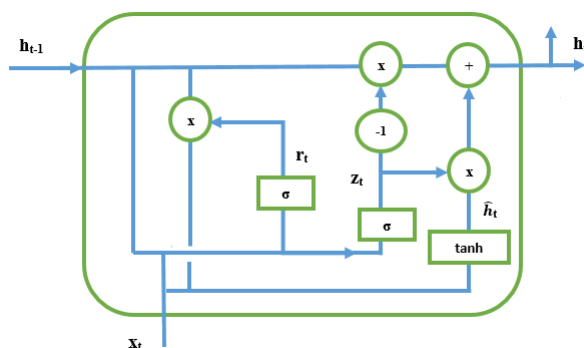 h_t-1
h
x
+
x
r_t
σ
-1
z_t
σ
x
ĥ_t
tanh
x_t